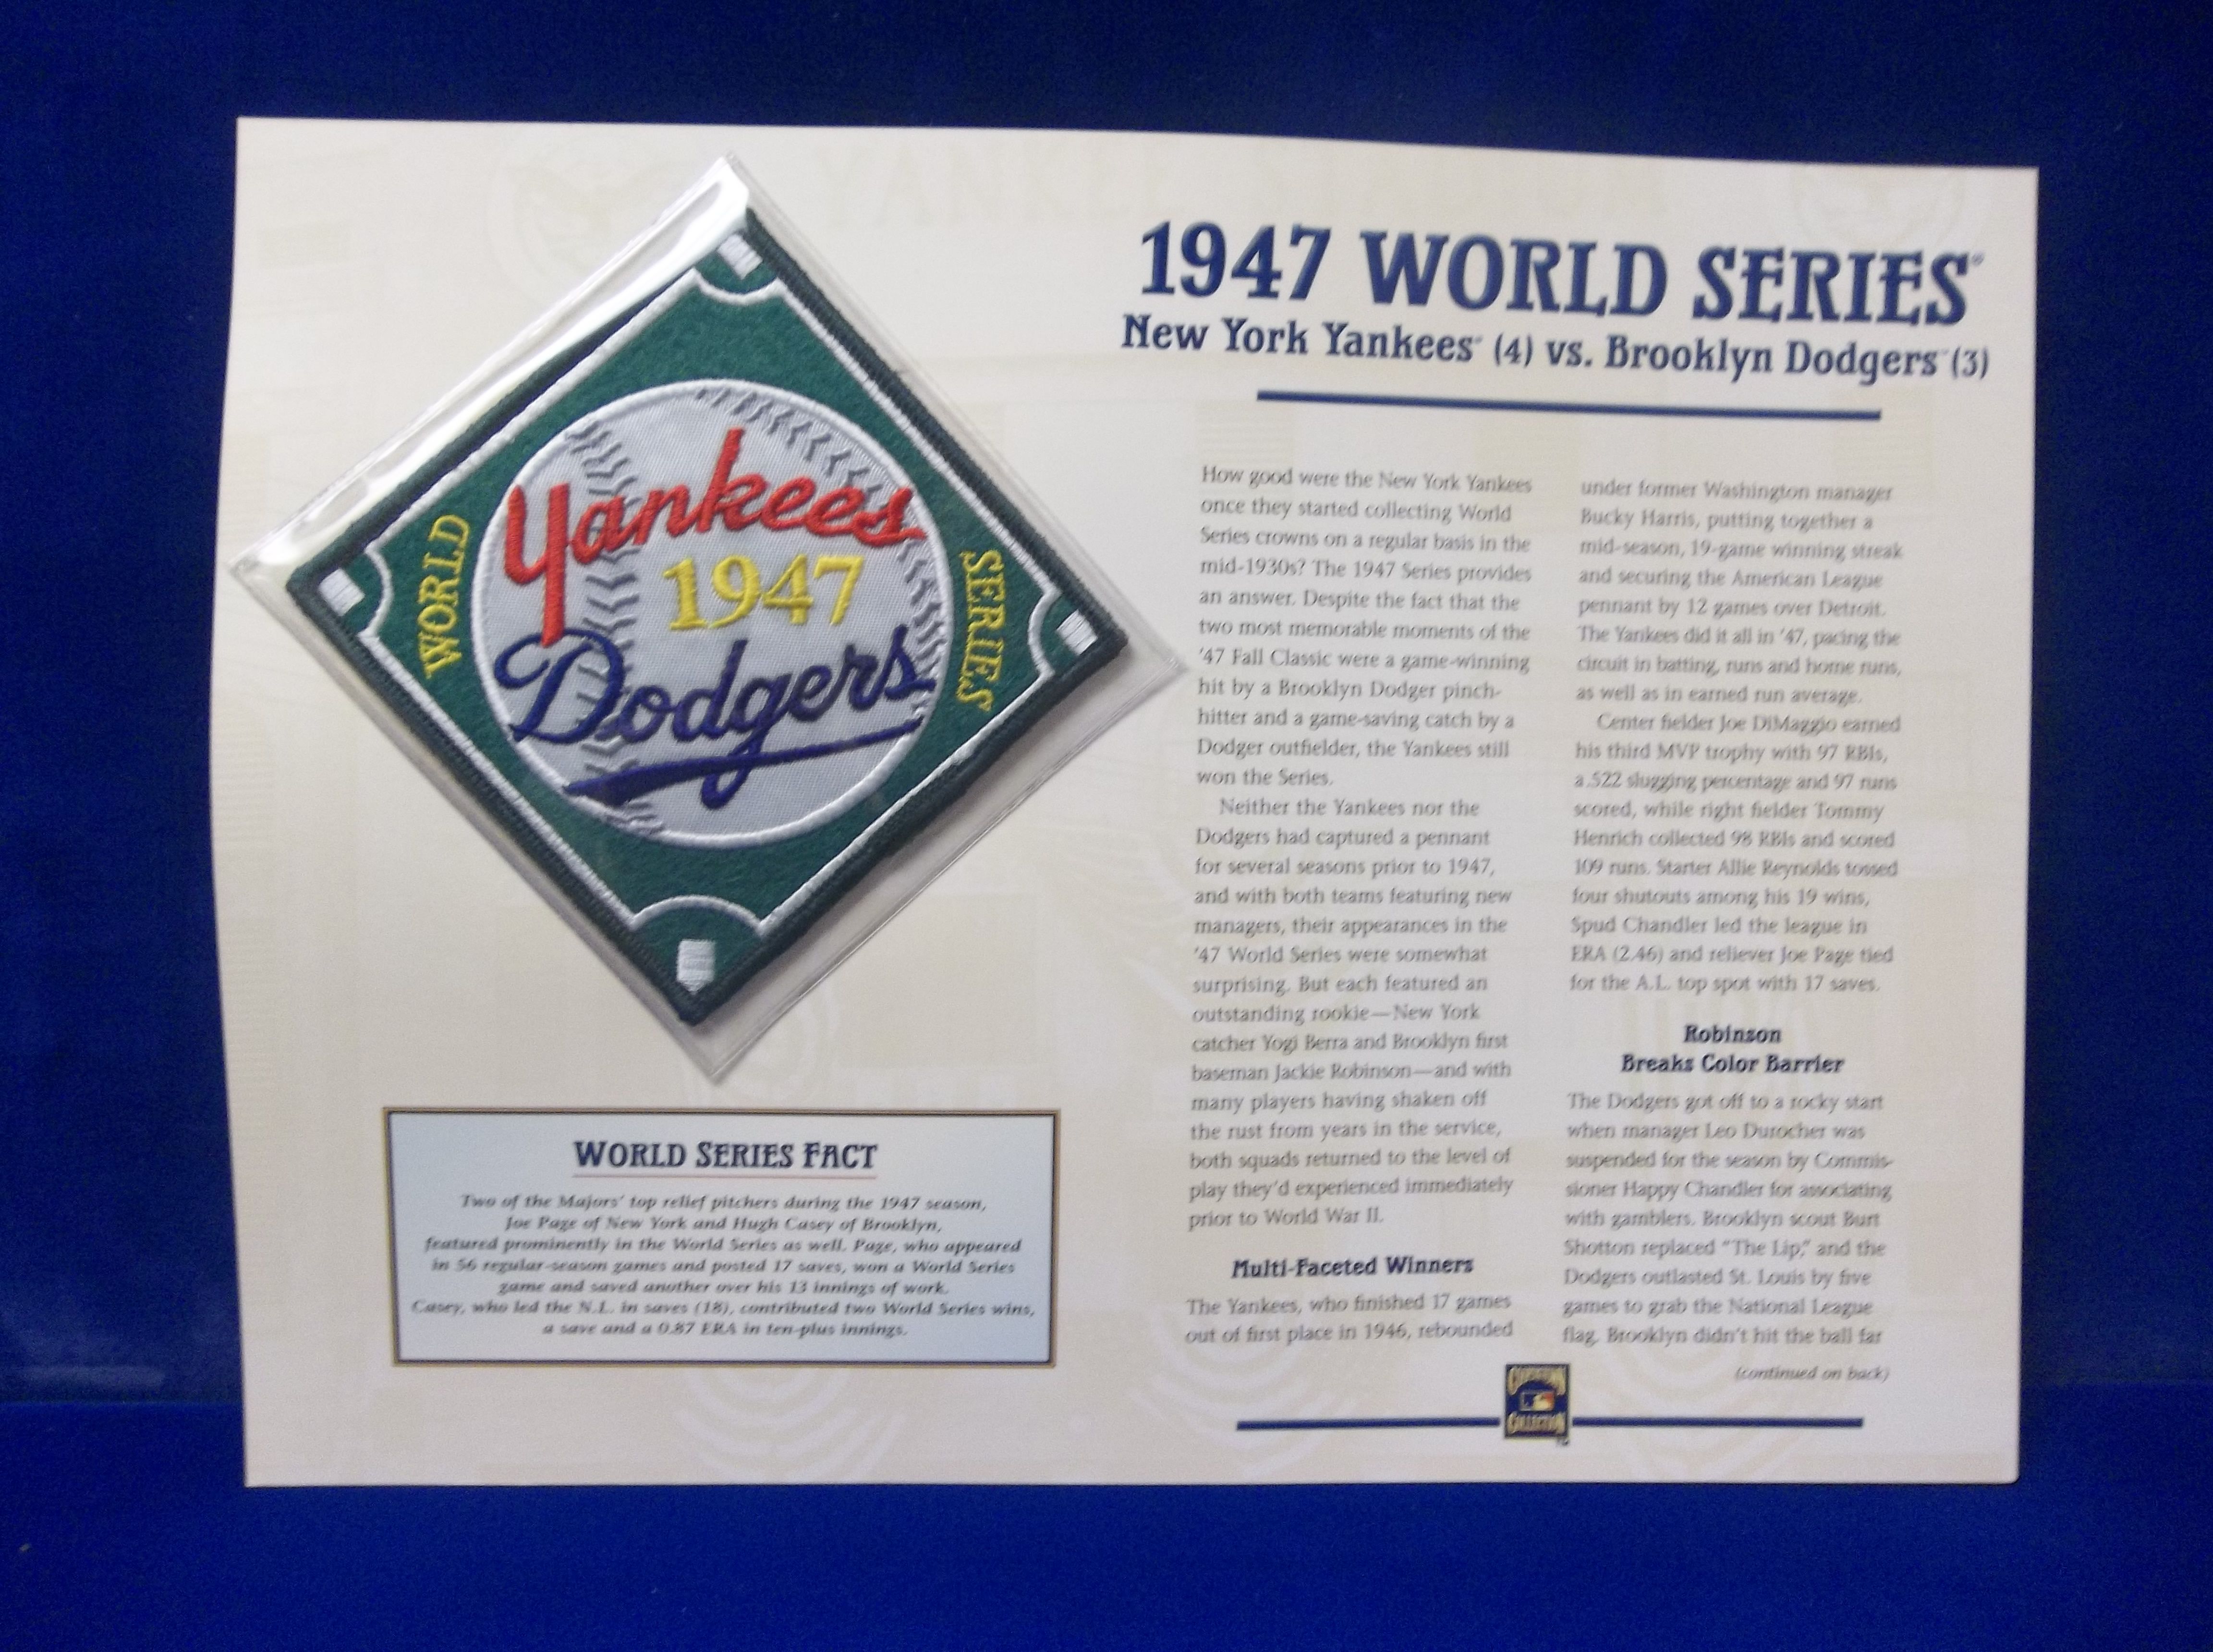 Yankees
1947
Dodgers
WORLD
SERIES
WORLD SERIES FACT
Two of the Majors' top relief pitchers during the 1947 season,
Joe Page of New York and Hugh Casey of Brooklyn,
featured prominently in the World Series as well. Page, who appeared
in 56 regular-season games and posted 17 saves, won a World Series
game and saved another over his 13 innings of work.
Casey, who led the N.L. in saves (18), contributed two World Series wins,
a save and a 0.87 ERA in ten-plus innings.
1947 WORLD SERIES
New York Yankees (4) vs. Brooklyn Dodgers (3)
How good were the New York Yankees
once they started collecting World
Series crowns on a regular basis in the
mid-1930s? The 1947 Series provides
an answer. Despite the fact that the
two most memorable moments of the
'47 Fall Classic were a game-winning
hit by a Brooklyn Dodger pinch-
hitter and a game-saving catch by a
Dodger outfielder, the Yankees still
won the Series.
Neither the Yankees nor the
Dodgers had captured a pennant
for several seasons prior to 1947,
and with both teams featuring new
managers, their appearances in the
'47 World Series were somewhat
surprising. But each featured an
outstanding rookie—New York
catcher Yogi Berra and Brooklyn first
baseman Jackie Robinson—and with
many players having shaken off
the rust from years in the service,
both squads returned to the level of
play they'd experienced immediately
prior to World War II.
Multi-Faceted Winners
The Yankees, who finished 17 games
out of first place in 1946, rebounded
under former Washington manager
Bucky Harris, putting together a
mid-season, 19-game winning streak
and securing the American League
pennant by 12 games over Detroit.
The Yankees did it all in '47, pacing the
circuit in batting, runs and home runs,
as well as in earned run average.
Center fielder Joe DiMaggio earned
his third MVP trophy with 97 RBIs,
a .522 slugging percentage and 97 runs
scored, while right fielder Tommy
Henrich collected 98 RBIs and scored
109 runs. Starter Allie Reynolds tossed
four shutouts among his 19 wins,
Spud Chandler led the league in
ERA (2.46) and reliever Joe Page tied
for the A.L. top spot with 17 saves.
Robinson
Breaks Color Barrier
The Dodgers got off to a rocky start
when manager Leo Durocher was
suspended for the season by Commis-
sioner Happy Chandler for associating
with gamblers. Brooklyn scout Burt
Shotton replaced "The Lip," and the
Dodgers outlasted St. Louis by five
games to grab the National League
flag. Brooklyn didn't hit the ball far
(continued on back)
COLLECTION